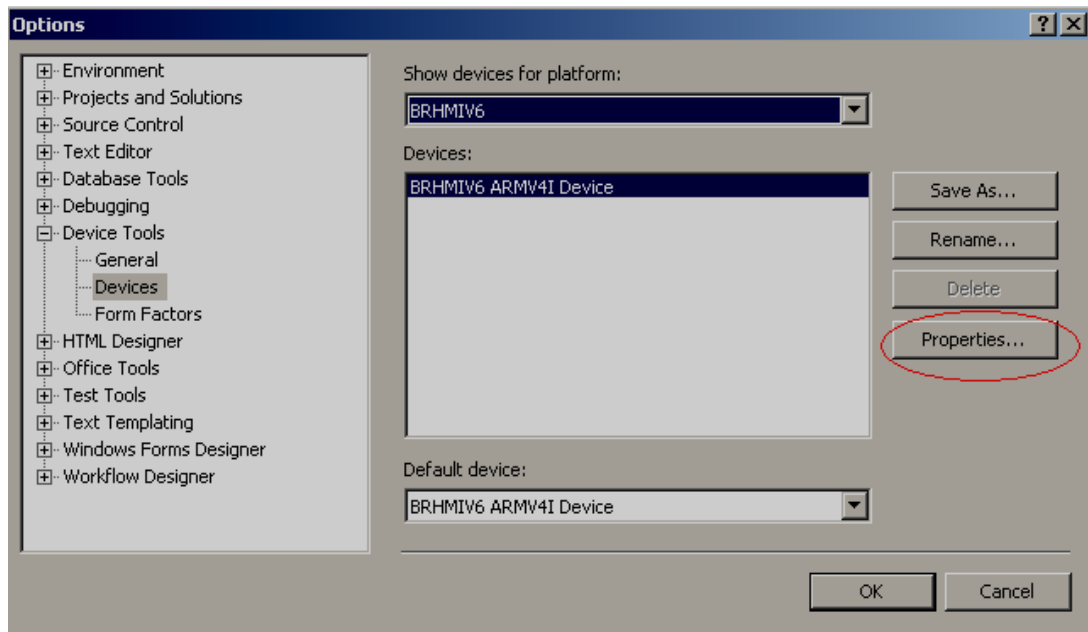 Options
Environment
Projects and Solutions
Source Control
Text Editor
Database Tools
Debugging
Device Tools
General
Devices
Form Factors
HTML Designer
Office Tools
Test Tools
Text Templating
Windows Forms Designer
Workflow Designer
Show devices for platform:
BRHMIV6
Devices:
BRHMIV6 ARMV4I Device
Save As...
Rename...
Delete
Properties...
Default device:
BRHMIV6 ARMV4I Device
OK
Cancel